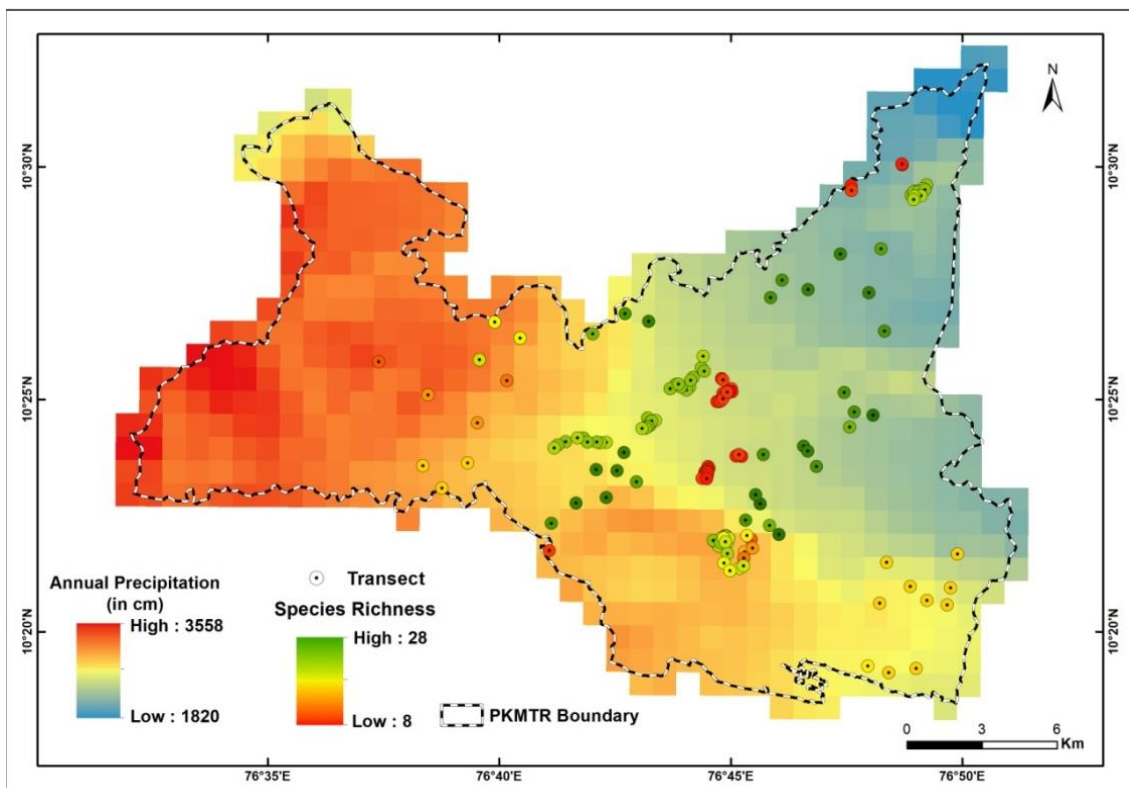 N
10°30'N
10°30'N
10°25'N
10°25'N
10°20'N
10°20'N
Annual Precipitation
(in cm)
High : 3558
Low : 1820
Transect
Species Richness
High : 28
Low : 8
PKMTR Boundary
0 3 6
Km
76°35'E
76°40'E
76°45'E
76°50'E